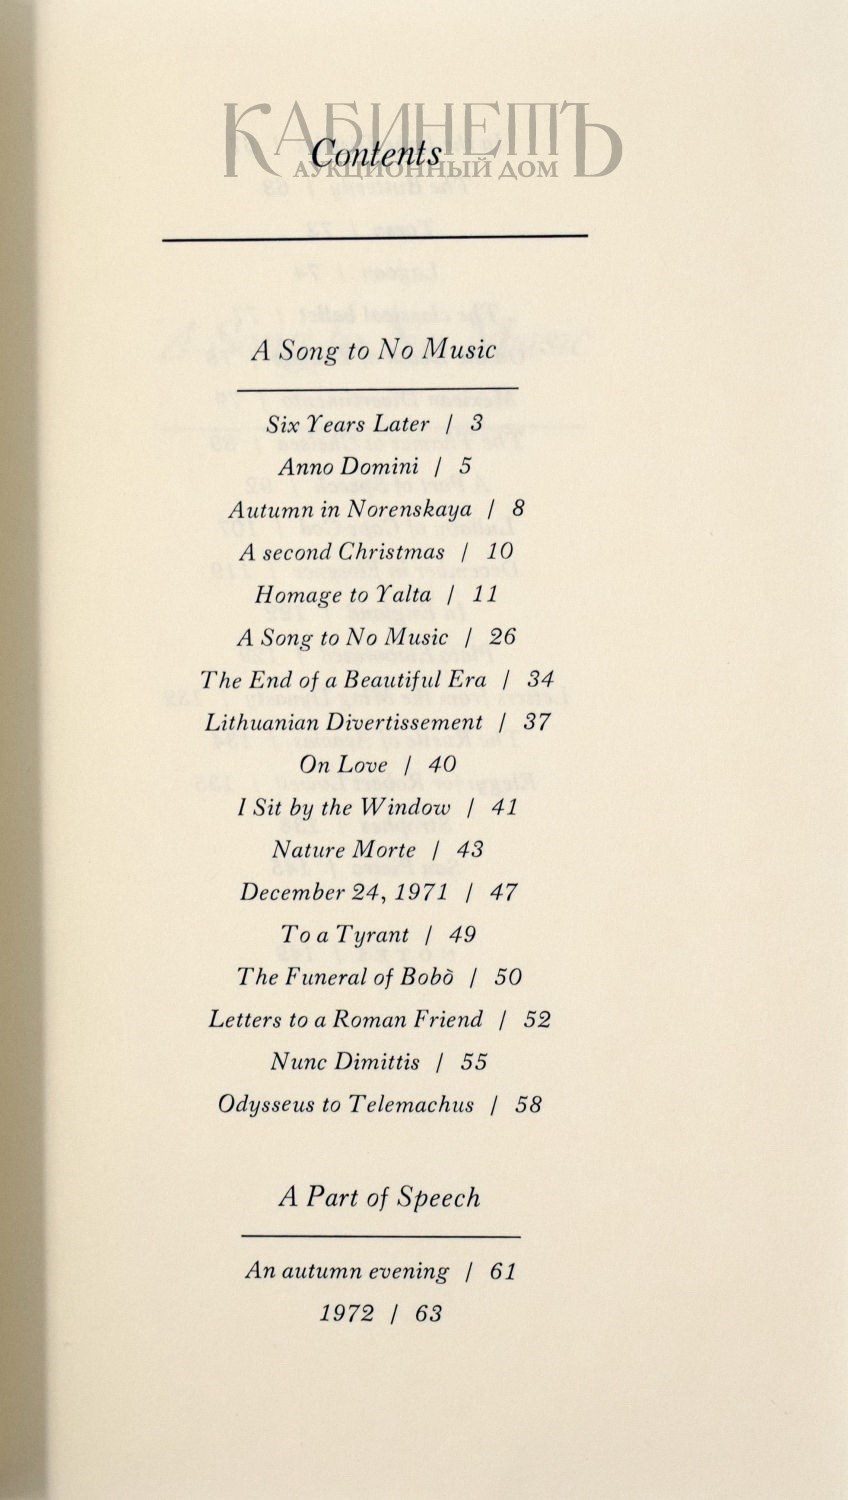 КАБИНЕТЪ
АУКЦИОННЫЙ ДОМ
Contents
A Song to No Music
Six Years Later / 3
Anno Domini / 5
Autumn in Norenskaya / 8
A second Christmas / 10
Homage to Yalta / 11
A Song to No Music / 26
The End of a Beautiful Era / 34
Lithuanian Divertissement / 37
On Love / 40
I Sit by the Window / 41
Nature Morte / 43
December 24, 1971 / 47
To a Tyrant / 49
The Funeral of Bobò / 50
Letters to a Roman Friend / 52
Nunc Dimittis / 55
Odysseus to Telemachus / 58
A Part of Speech
An autumn evening / 61
1972 / 63